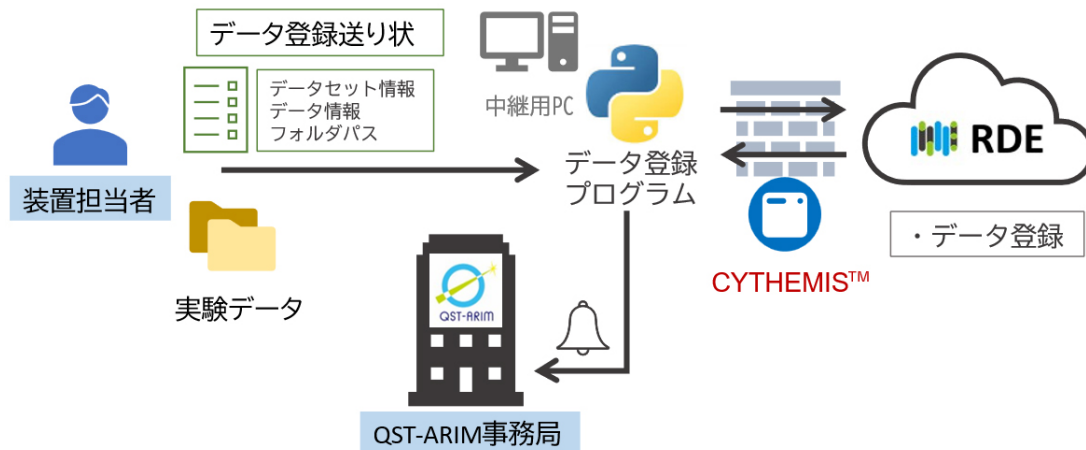 データ登録送り状
データセット情報
データ情報
フォルダパス
中継用PC
装置担当者
実験データ
データ登録
プログラム
RDE
・データ登録
CYTHEMIS™
QST-ARIM
QST-ARIM事務局